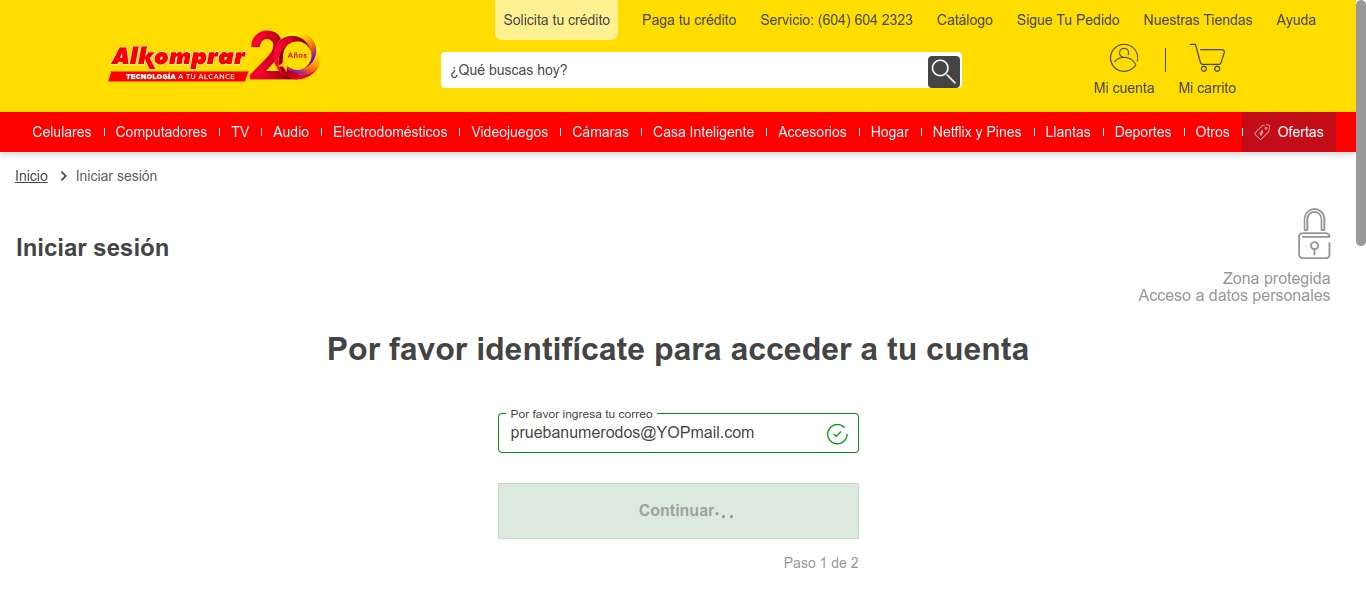 Solicita tu crédito Paga tu crédito Servicio: (604) 604 2323 Catálogo Sigue Tu Pedido Nuestras Tiendas Ayuda
Alkomprar 20 Años
TECNOLOGÍA A TU ALCANCE
¿Qué buscas hoy?
Mi cuenta Mi carrito
Celulares Computadores TV Audio Electrodomésticos Videojuegos Cámaras Casa Inteligente Accesorios Hogar Netflix y Pines Llantas Deportes Otros Ofertas
Inicio Iniciar sesión
Iniciar sesión
Zona protegida
Acceso a datos personales
Por favor identifícate para acceder a tu cuenta
Por favor ingresa tu correo
pruebanumerodos@YOPmail.com
Continuar...
Paso 1 de 2